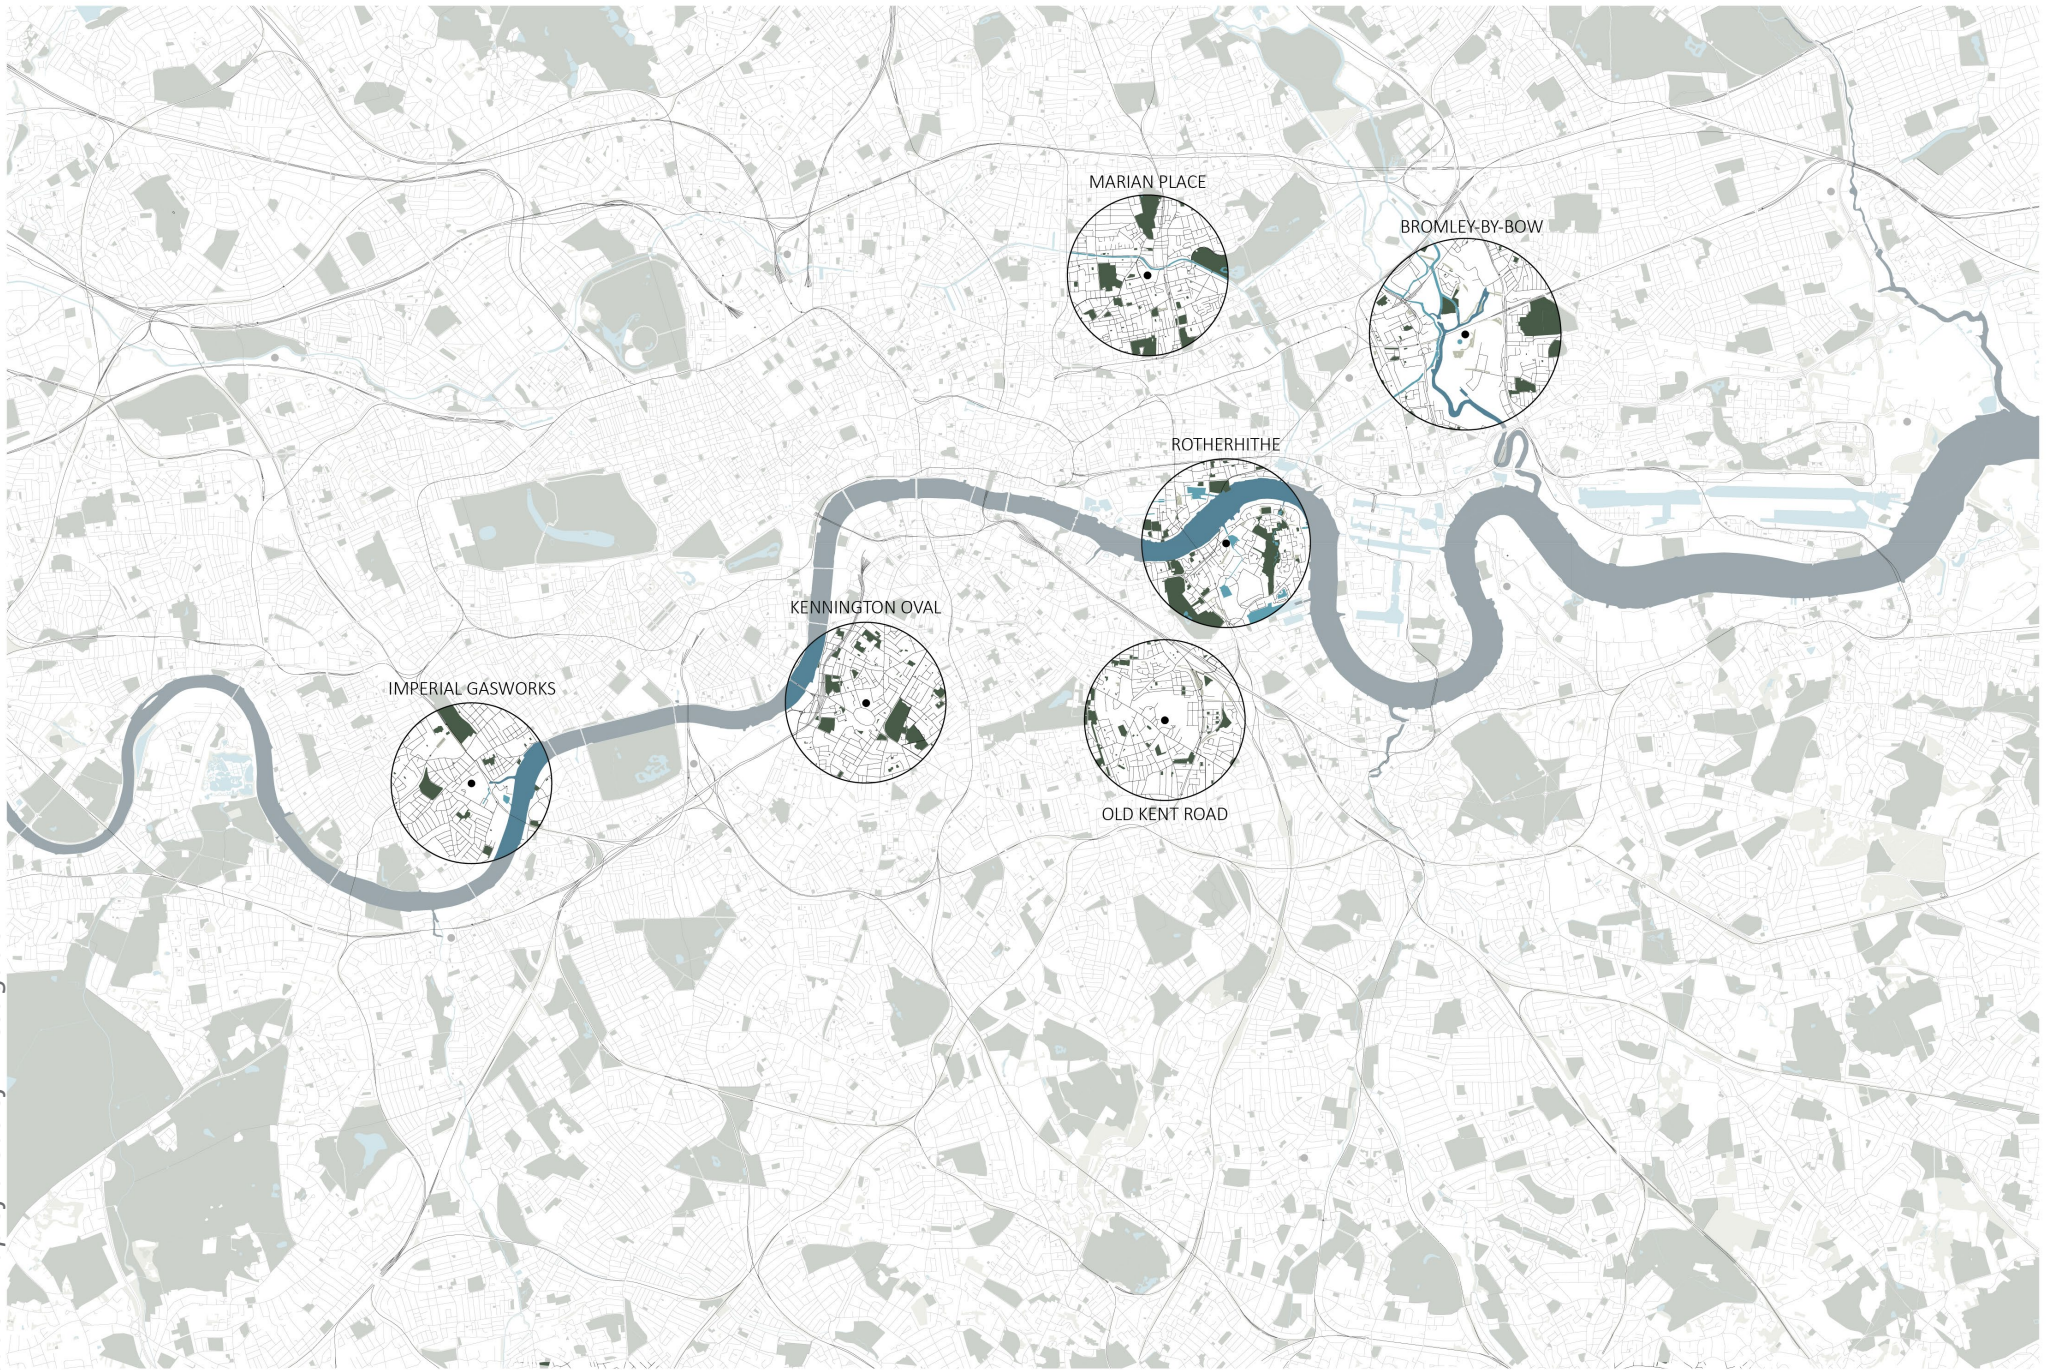 MARIAN PLACE
BROMLEY-BY-BOW
ROTHERHITHE
KENNINGTON OVAL
IMPERIAL GASWORKS
OLD KENT ROAD